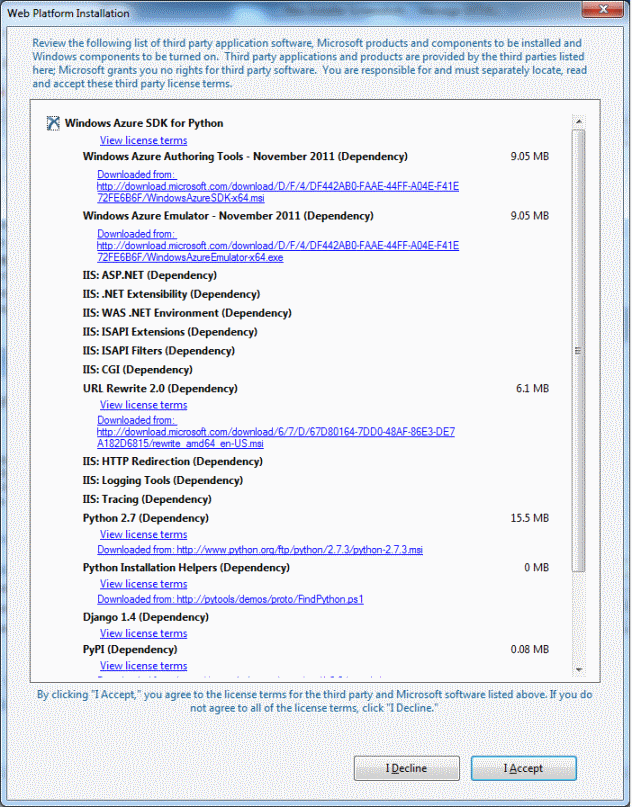 Web Platform Installation
Review the following list of third party application software, Microsoft products and components to be installed and
Windows components to be turned on. Third party applications and products are provided by the third parties listed
here; Microsoft grants you no rights for third party software. You are responsible for and must separately locate, read
and accept these third party license terms.
Windows Azure SDK for Python
View license terms
Windows Azure Authoring Tools - November 2011 (Dependency) 9.05 MB
Downloaded from:
http://download.microsoft.com/download/D/F/4/DF442AB0-FAAE-44FF-A04E-F41E
72FE6B6F/WindowsAzureSDK-x64.msi
Windows Azure Emulator - November 2011 (Dependency) 9.05 MB
Downloaded from:
http://download.microsoft.com/download/D/F/4/DF442AB0-FAAE-44FF-A04E-F41E
72FE6B6F/WindowsAzureEmulator-x64.exe
IIS: ASP.NET (Dependency)
IIS: .NET Extensibility (Dependency)
IIS: WAS .NET Environment (Dependency)
IIS: ISAPI Extensions (Dependency)
IIS: ISAPI Filters (Dependency)
IIS: CGI (Dependency)
URL Rewrite 2.0 (Dependency) 6.1 MB
View license terms
Downloaded from:
http://download.microsoft.com/download/6/7/D/67D80164-7DD0-48AF-86E3-DE7
A182D6815/rewrite_amd64_en-US.msi
IIS: HTTP Redirection (Dependency)
IIS: Logging Tools (Dependency)
IIS: Tracing (Dependency)
Python 2.7 (Dependency) 15.5 MB
View license terms
Downloaded from: http://www.python.org/ftp/python/2.7.3/python-2.7.3.msi
Python Installation Helpers (Dependency) 0 MB
View license terms
Downloaded from: http://pytools/demos/proto/FindPython.ps1
Django 1.4 (Dependency)
View license terms
PyPI (Dependency) 0.08 MB
View license terms
By clicking "I Accept," you agree to the license terms for the third party and Microsoft software listed above. If you do
not agree to all of the license terms, click "I Decline."
I Decline I Accept